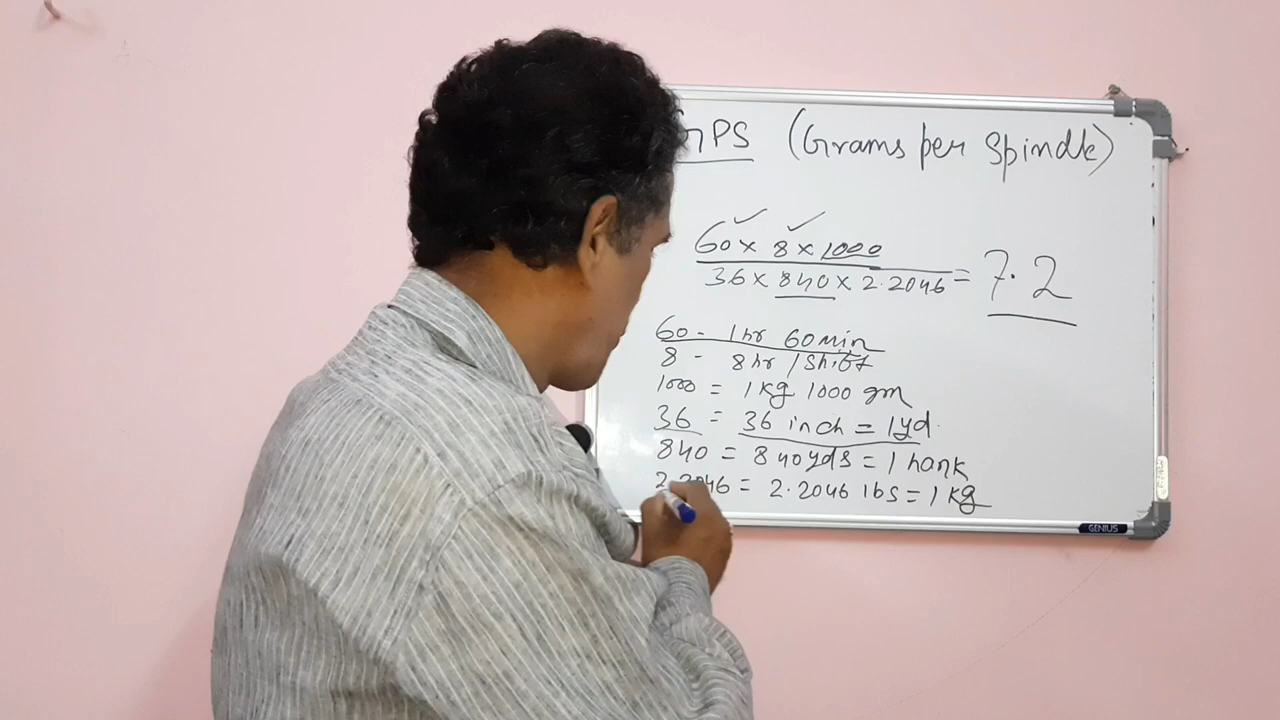 GPS (Grams per Spindle)
60 x 8 x 1000
36 x 840 x 2.2046 = 7.2
60 - 1 hr 60 min
8 - 8 hr / Shift
1000 = 1 Kg 1000 gm
36 = 36 inch = 1 yd.
840 = 840 yds = 1 hank
2.2046 = 2.2046 lbs = 1 kg
GENIUS